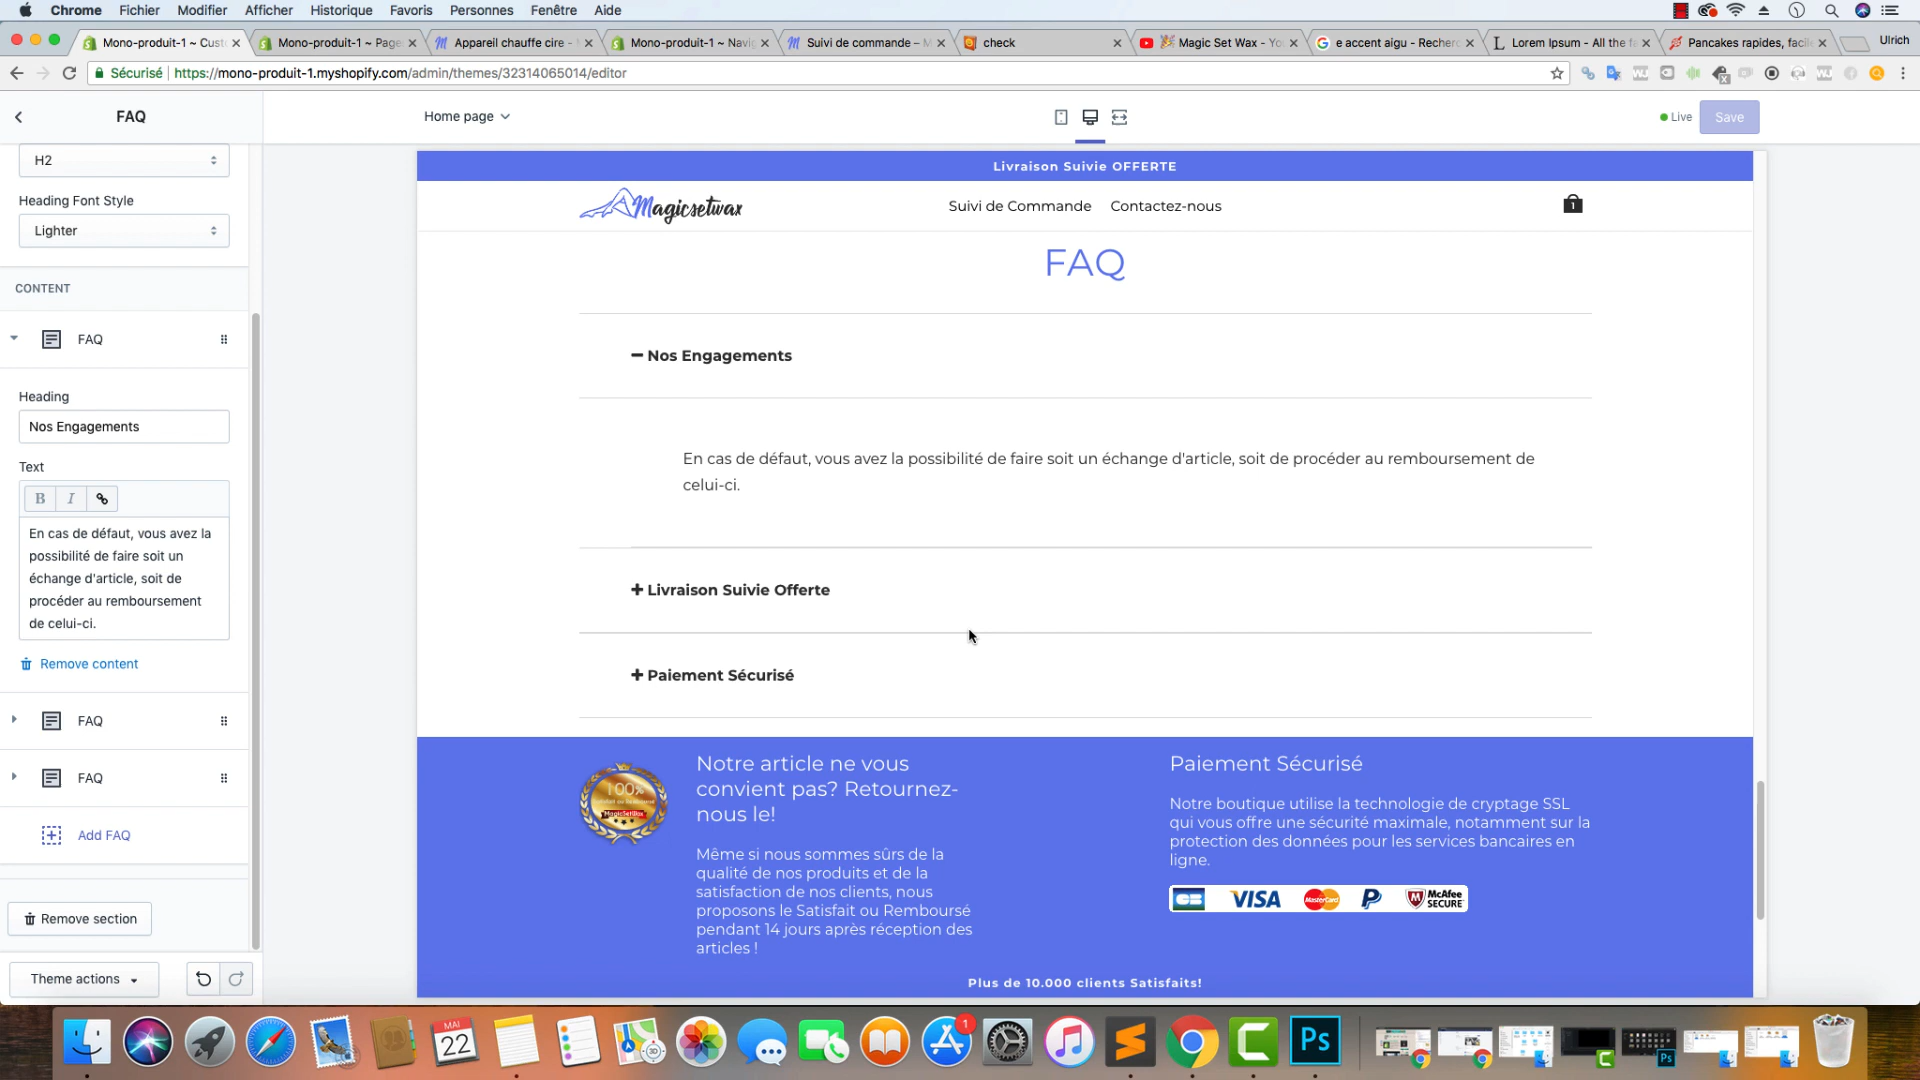 Chrome Fichier Modifier Afficher Historique Favoris Personnes Fenêtre Aide
Mono-produit-1 ~ Cust
Mono-produit-1 ~ Page
Appareil chauffe cire -
Mono-produit-1 ~ Navig
Suivi de commande – M
check
Magic Set Wax - Yo
e accent aigu - Recher
Lorem Ipsum - All the f
Pancakes rapides, facil
Ulrich
Sécurisé
https://mono-produit-1.myshopify.com/admin/themes/32314065014/editor
FAQ
Home page
Live
Save
H2
Heading Font Style
Lighter
CONTENT
FAQ
Heading
Nos Engagements
Text
B I
En cas de défaut, vous avez la
possibilité de faire soit un
échange d'article, soit de
procéder au remboursement
de celui-ci.
Remove content
FAQ
FAQ
Add FAQ
Remove section
Theme actions
Livraison Suivie OFFERTE
Magicsetwax
Suivi de Commande
Contactez-nous
1
FAQ
Nos Engagements
En cas de défaut, vous avez la possibilité de faire soit un échange d'article, soit de procéder au remboursement de
celui-ci.
Livraison Suivie Offerte
Paiement Sécurisé
100%
MagicSetWax
Notre article ne vous
convient pas? Retournez-
nous le!
Même si nous sommes sûrs de la
qualité de nos produits et de la
satisfaction de nos clients, nous
proposons le Satisfait ou Remboursé
pendant 14 jours après réception des
articles !
Paiement Sécurisé
Notre boutique utilise la technologie de cryptage SSL
qui vous offre une sécurité maximale, notamment sur la
protection des données pour les services bancaires en
ligne.
CB VISA MasterCard P McAfee
SECURE
Plus de 10.000 clients Satisfaits!
MAI
22
3D
1
Ps